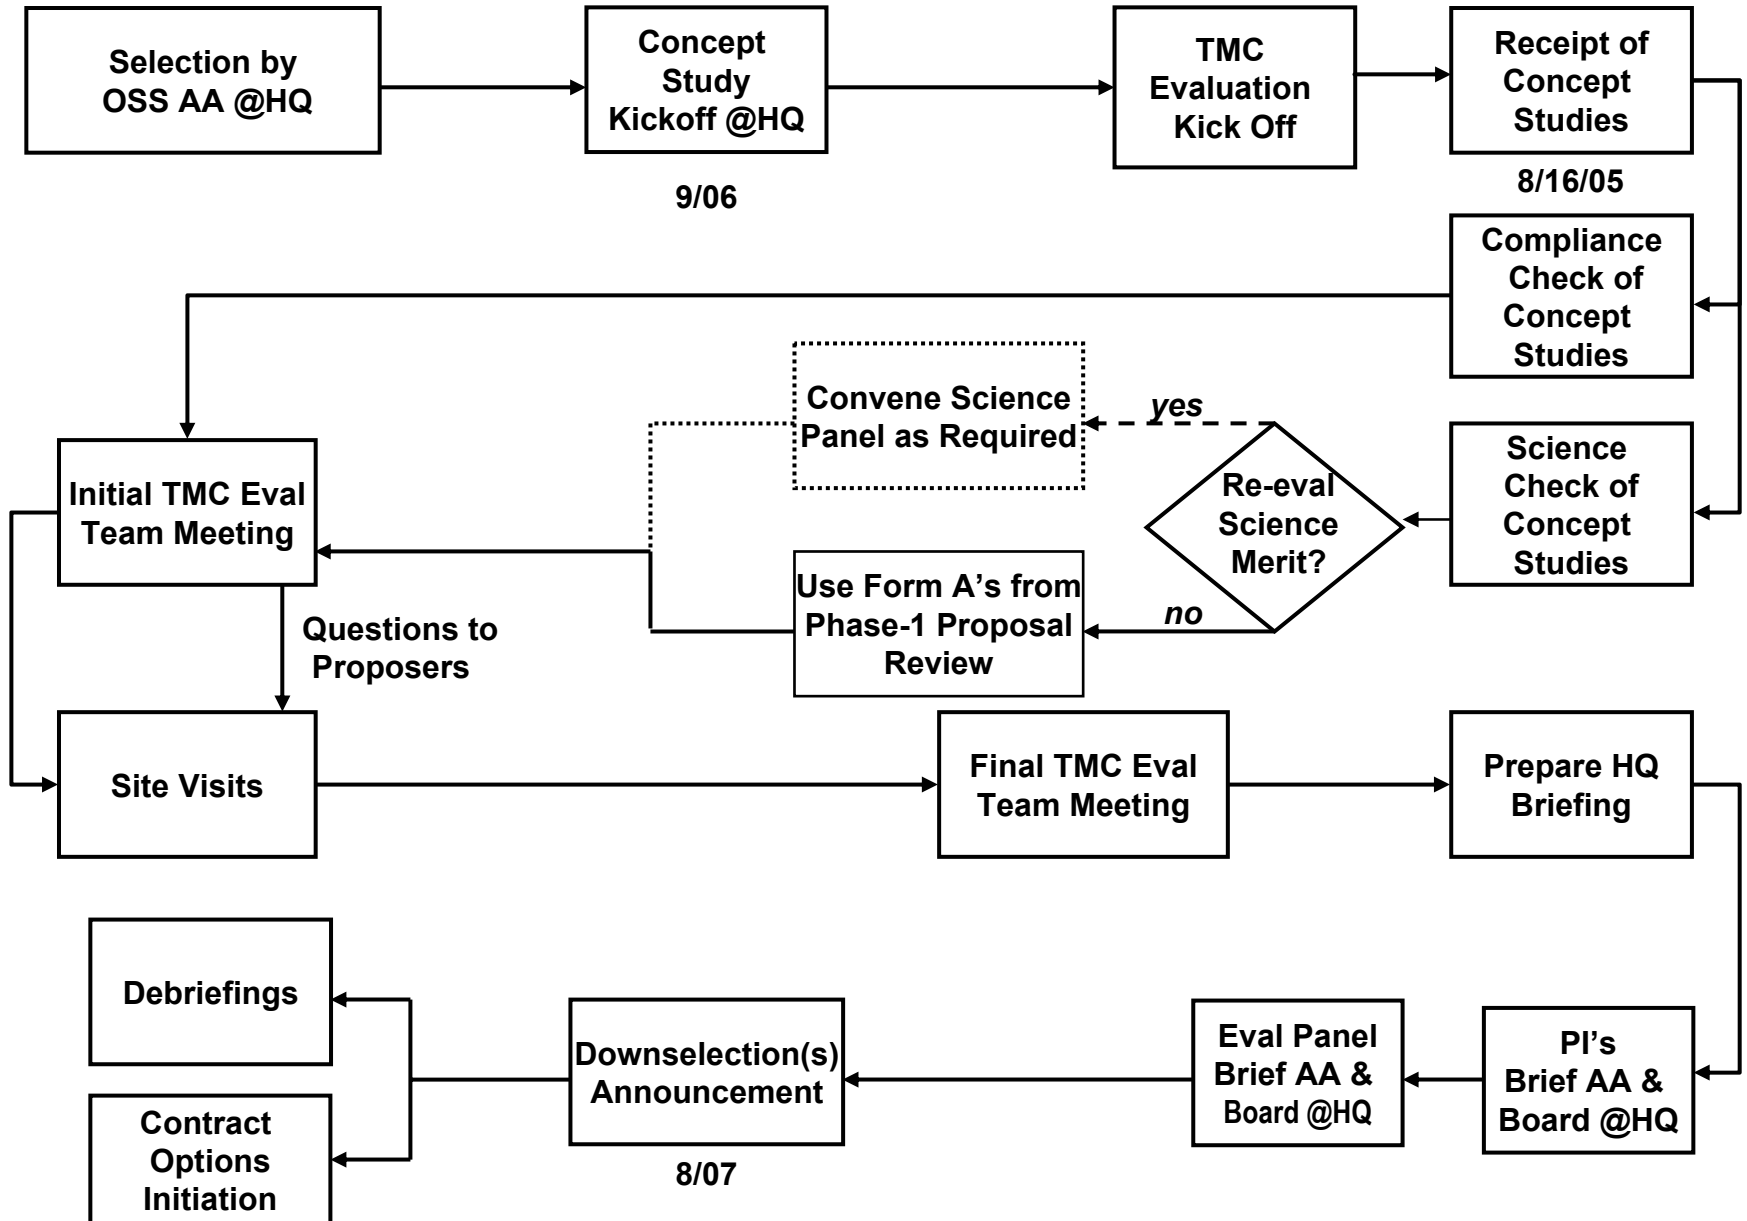 Selection by
OSS AA @HQ
Concept
Study
Kickoff @HQ
9/06
TMC
Evaluation
Kick Off
Receipt of
Concept
Studies
8/16/05
Compliance
Check of
Concept
Studies
Convene Science
Panel as Required
yes
Re-eval
Science
Merit?
Science
Check of
Concept
Studies
Initial TMC Eval
Team Meeting
Use Form A’s from
Phase-1 Proposal
Review
no
Questions to
Proposers
Site Visits
Final TMC Eval
Team Meeting
Prepare HQ
Briefing
Debriefings
Contract
Options
Initiation
Downselection(s)
Announcement
8/07
Eval Panel
Brief AA &
Board @HQ
PI’s
Brief AA &
Board @HQ